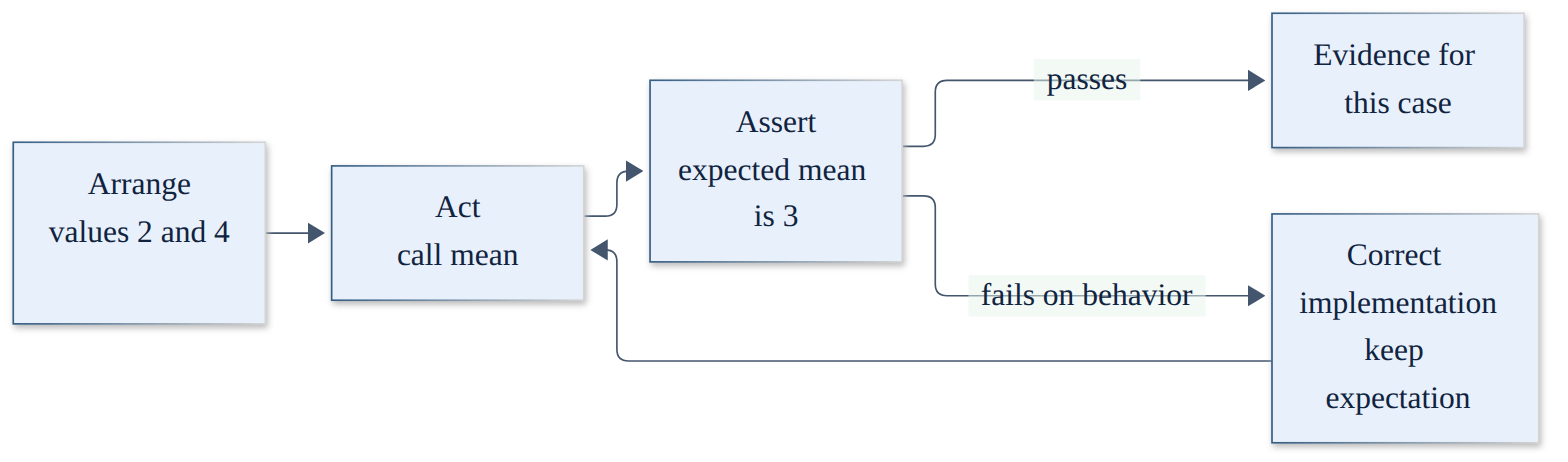 Arrange
values 2 and 4
Act
call mean
Assert
expected mean
is 3
passes
Evidence for
this case
fails on behavior
Correct
implementation
keep
expectation